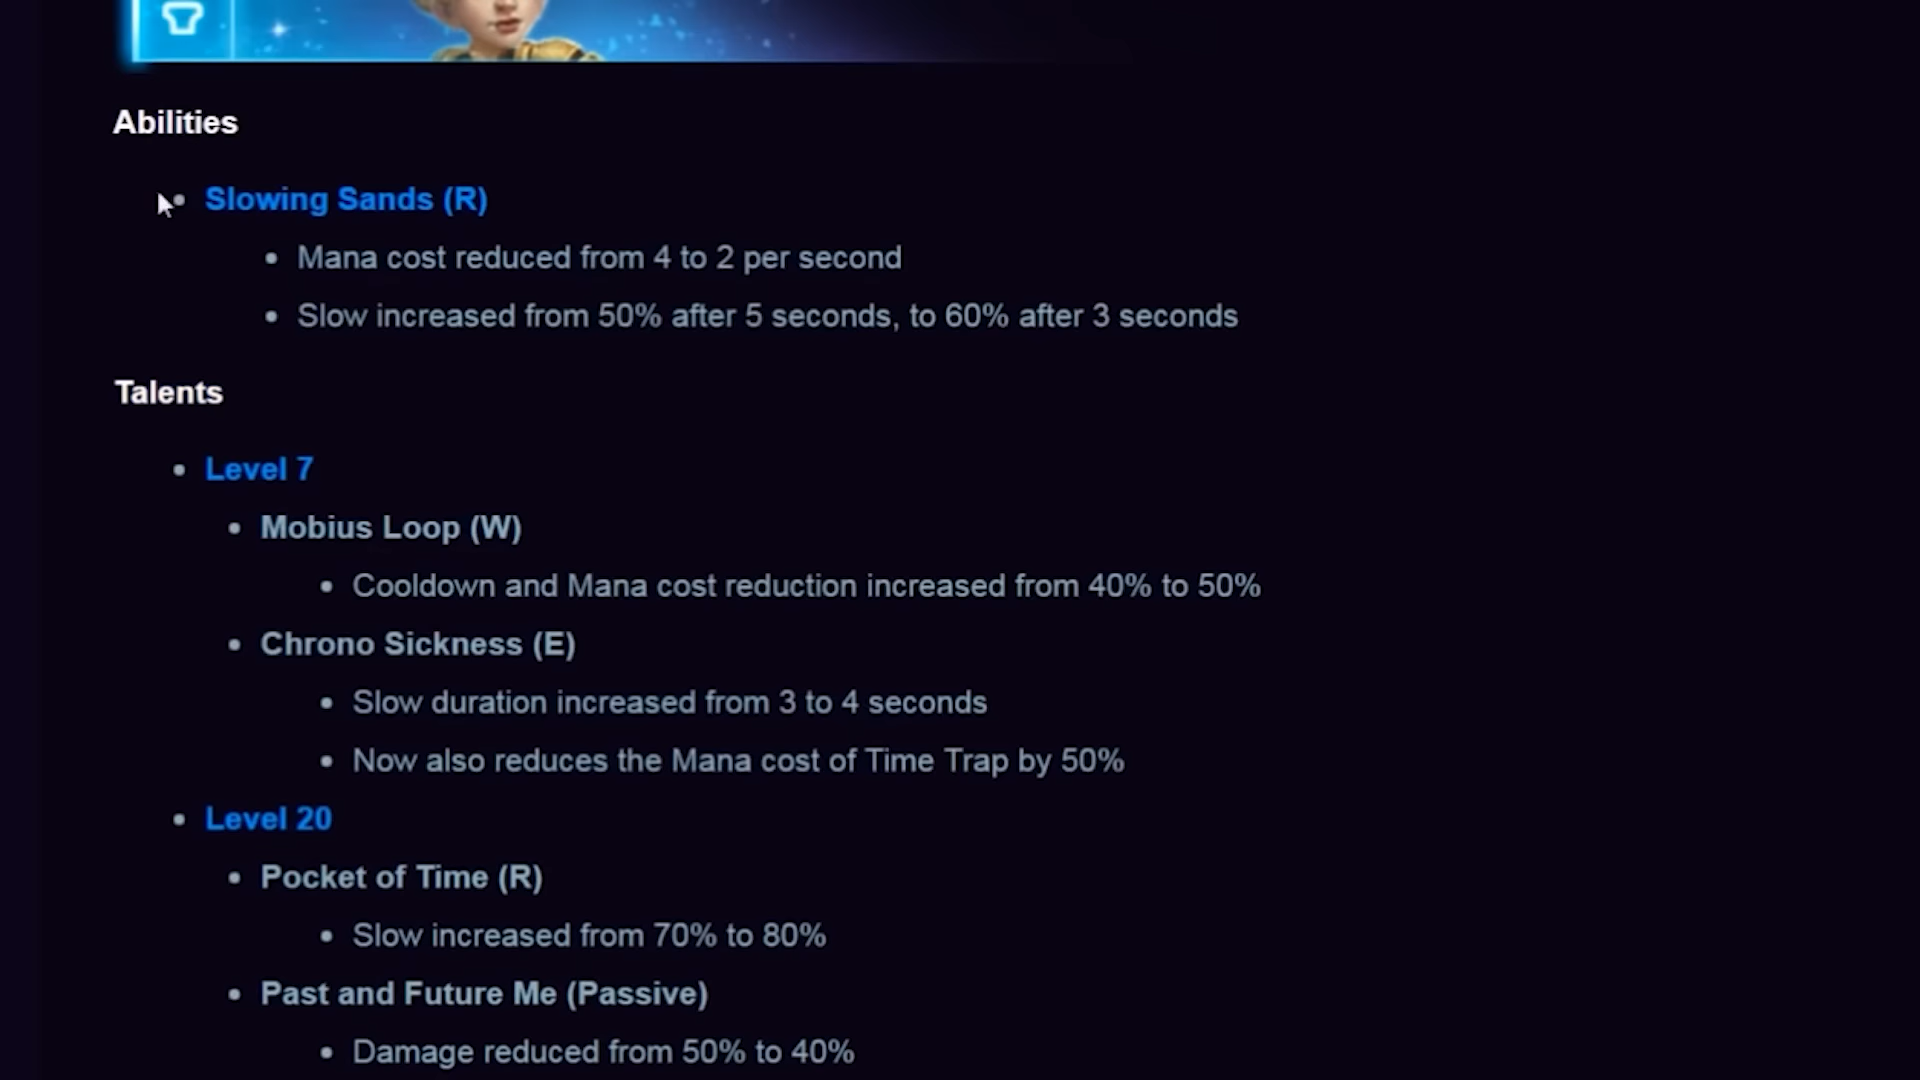 Abilities
Slowing Sands (R)
Mana cost reduced from 4 to 2 per second
Slow increased from 50% after 5 seconds, to 60% after 3 seconds
Talents
Level 7
Mobius Loop (W)
Cooldown and Mana cost reduction increased from 40% to 50%
Chrono Sickness (E)
Slow duration increased from 3 to 4 seconds
Now also reduces the Mana cost of Time Trap by 50%
Level 20
Pocket of Time (R)
Slow increased from 70% to 80%
Past and Future Me (Passive)
Damage reduced from 50% to 40%